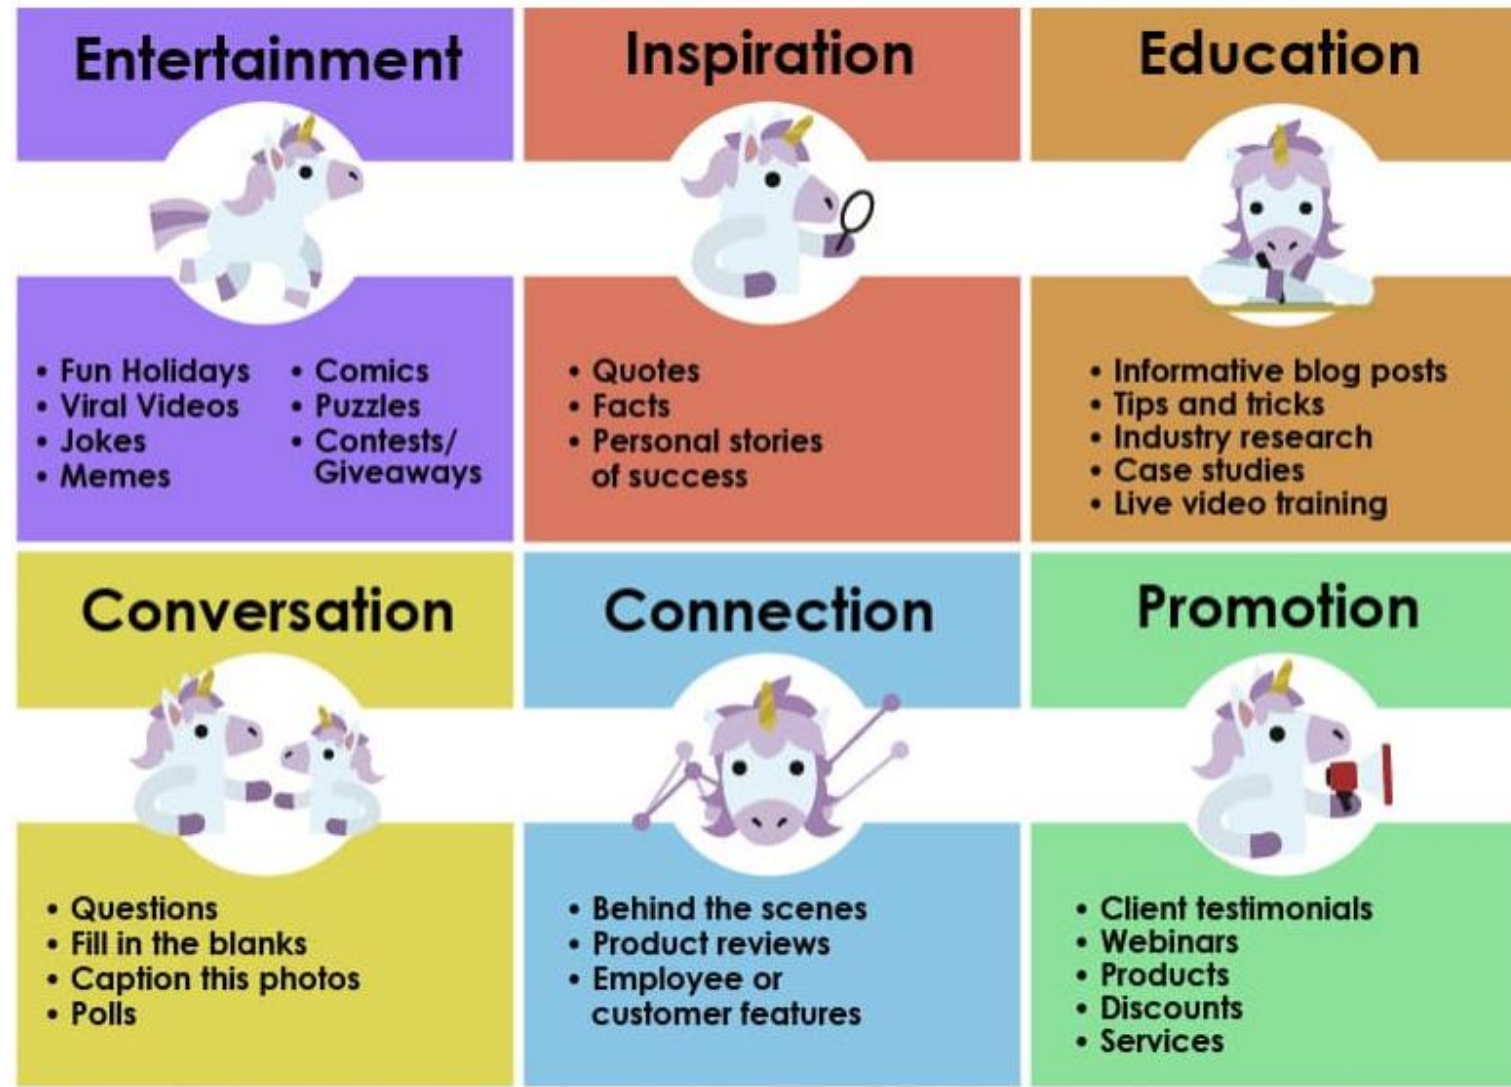 Entertainment
• Fun Holidays
• Viral Videos
• Jokes
• Memes
• Comics
• Puzzles
• Contests/
Giveaways
Inspiration
• Quotes
• Facts
• Personal stories
of success
Education
• Informative blog posts
• Tips and tricks
• Industry research
• Case studies
• Live video training
Conversation
• Questions
• Fill in the blanks
• Caption this photos
• Polls
Connection
• Behind the scenes
• Product reviews
• Employee or
customer features
Promotion
• Client testimonials
• Webinars
• Products
• Discounts
• Services